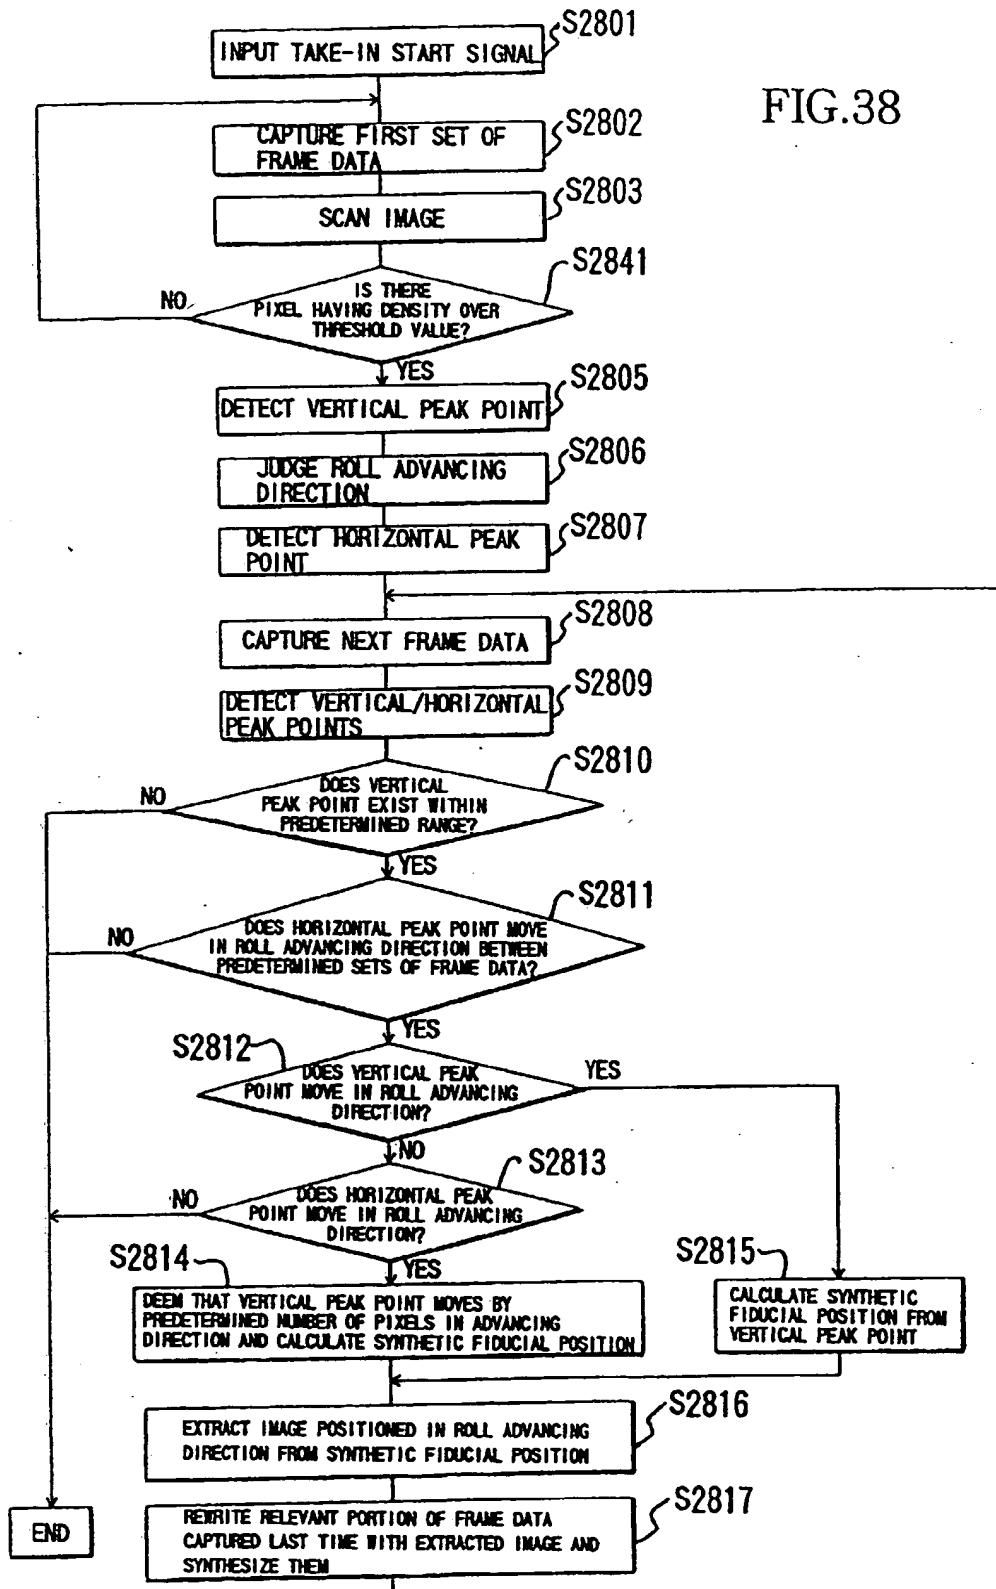 S2801
INPUT TAKE-IN START SIGNAL
FIG.38
S2802
CAPTURE FIRST SET OF
FRAME DATA
S2803
SCAN IMAGE
S2841
IS THERE
PIXEL HAVING DENSITY OVER
THRESHOLD VALUE?
NO
YES
S2805
DETECT VERTICAL PEAK POINT
S2806
JUDGE ROLL ADVANCING
DIRECTION
S2807
DETECT HORIZONTAL PEAK
POINT
S2808
CAPTURE NEXT FRAME DATA
S2809
DETECT VERTICAL/HORIZONTAL
PEAK POINTS
S2810
DOES VERTICAL
PEAK POINT EXIST WITHIN
PREDETERMINED RANGE?
NO
YES
S2811
DOES HORIZONTAL PEAK POINT MOVE
IN ROLL ADVANCING DIRECTION BETWEEN
PREDETERMINED SETS OF FRAME DATA?
NO
YES
S2812
DOES VERTICAL PEAK
POINT MOVE IN ROLL ADVANCING
DIRECTION?
YES
NO
S2813
DOES HORIZONTAL PEAK
POINT MOVE IN ROLL ADVANCING
DIRECTION?
NO
YES
S2814
DEEM THAT VERTICAL PEAK POINT MOVES BY
PREDETERMINED NUMBER OF PIXELS IN ADVANCING
DIRECTION AND CALCULATE SYNTHETIC FIDUCIAL POSITION
S2815
CALCULATE SYNTHETIC
FIDUCIAL POSITION FROM
VERTICAL PEAK POINT
S2816
EXTRACT IMAGE POSITIONED IN ROLL ADVANCING
DIRECTION FROM SYNTHETIC FIDUCIAL POSITION
S2817
REWRITE RELEVANT PORTION OF FRAME DATA
CAPTURED LAST TIME WITH EXTRACTED IMAGE AND
SYNTHESIZE THEM
END